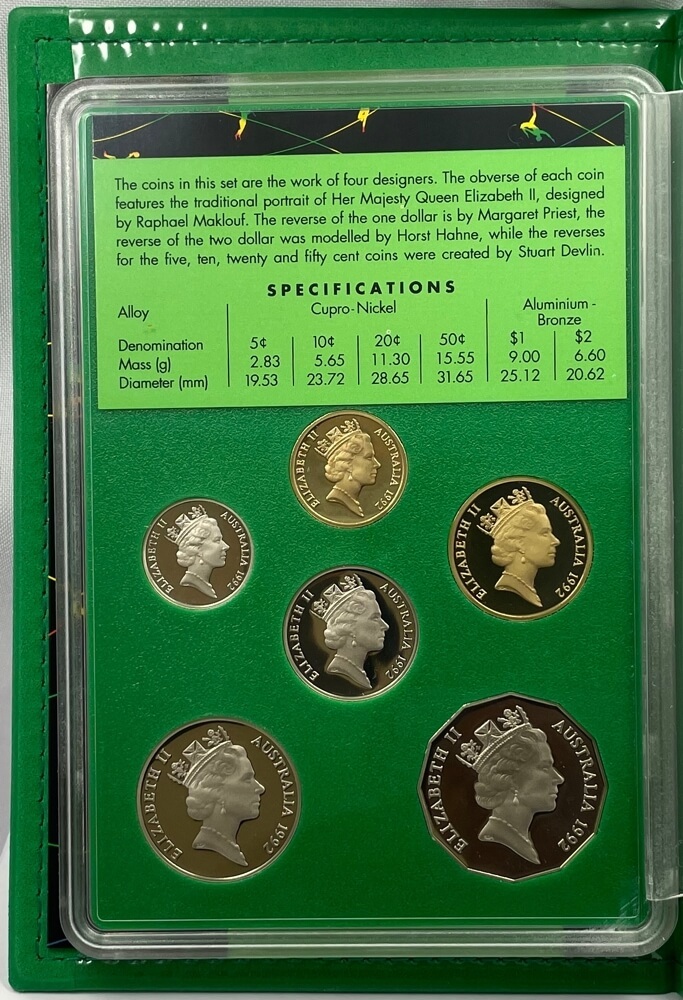 The coins in this set are the work of four designers. The obverse of each coin
features the traditional portrait of Her Majesty Queen Elizabeth II, designed
by Raphael Maklouf. The reverse of the one dollar is by Margaret Priest, the
reverse of the two dollar was modelled by Horst Hahne, while the reverses
for the five, ten, twenty and fifty cent coins were created by Stuart Devlin.
SPECIFICATIONS
Alloy Cupro-Nickel Aluminium-
Bronze
Denomination 5¢ 10¢ 20¢ 50¢ $1 $2
Mass (g) 2.83 5.65 11.30 15.55 9.00 6.60
Diameter (mm) 19.53 23.72 28.65 31.65 25.12 20.62
ELIZABETH II AUSTRALIA 1992
ELIZABETH II AUSTRALIA 1992
ELIZABETH II AUSTRALIA 1992
ELIZABETH II AUSTRALIA 1992
ELIZABETH II AUSTRALIA 1992
ELIZABETH II AUSTRALIA 1992